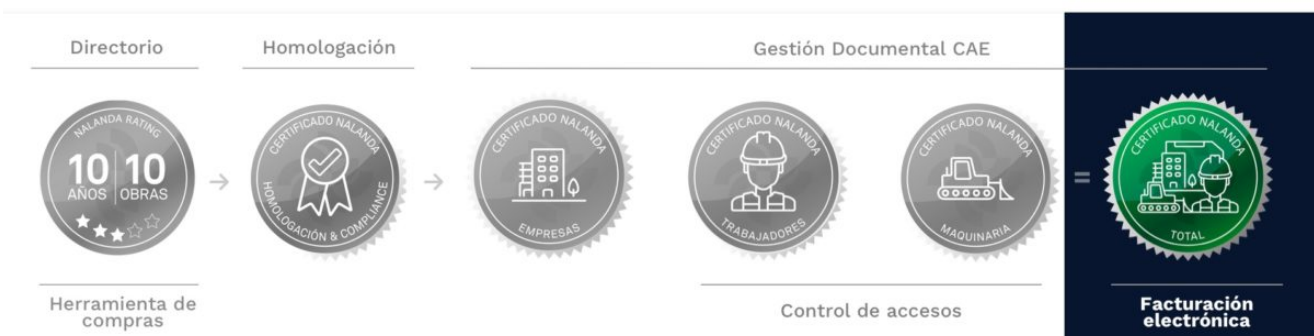 Directorio
Homologación
Gestión Documental CAE
NALANDA RATING
10 | 10
AÑOS | OBRAS
CERTIFICADO NALANDA
HOMOLOGACIÓN & COMPLIANCE
CERTIFICADO NALANDA
EMPRESAS
CERTIFICADO NALANDA
TRABAJADORES
CERTIFICADO NALANDA
MAQUINARIA
=
CERTIFICADO NALANDA
TOTAL
Herramienta de
compras
Control de accesos
Facturación
electrónica